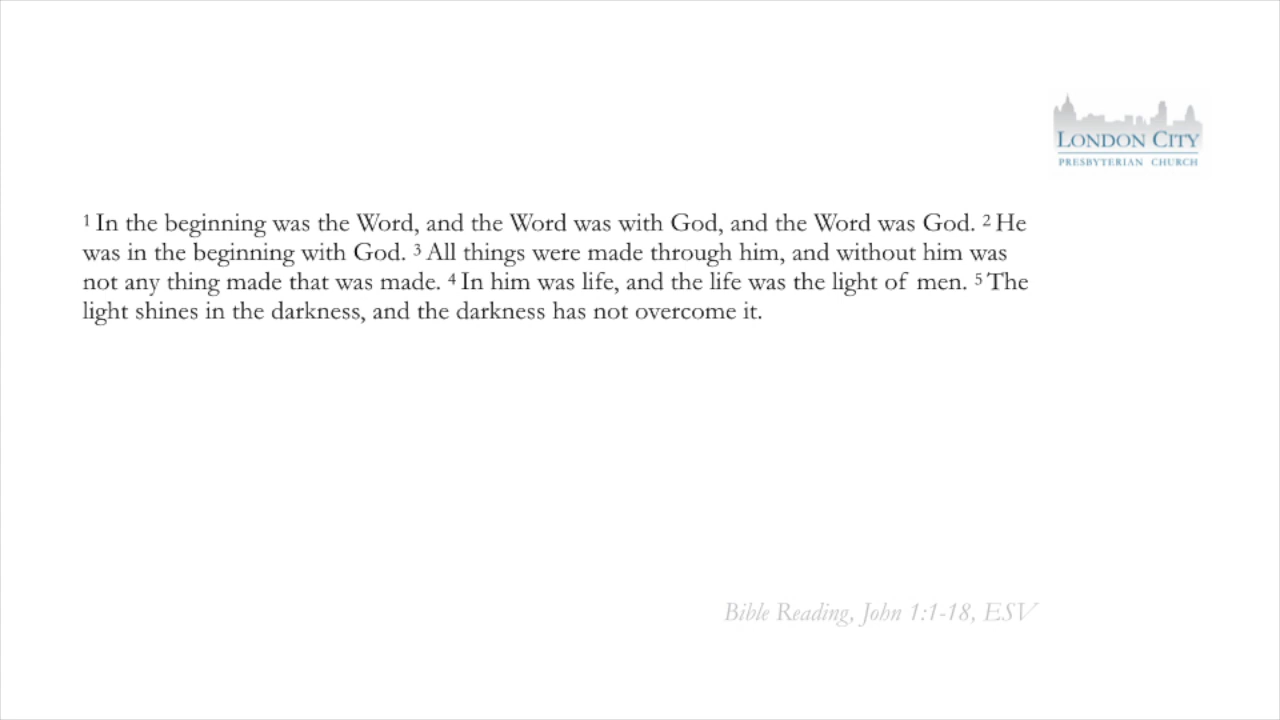 LONDON CITY
PRESBYTERIAN CHURCH
1 In the beginning was the Word, and the Word was with God, and the Word was God. 2 He
was in the beginning with God. 3 All things were made through him, and without him was
not any thing made that was made. 4 In him was life, and the life was the light of men. 5 The
light shines in the darkness, and the darkness has not overcome it.
Bible Reading, John 1:1-18, ESV